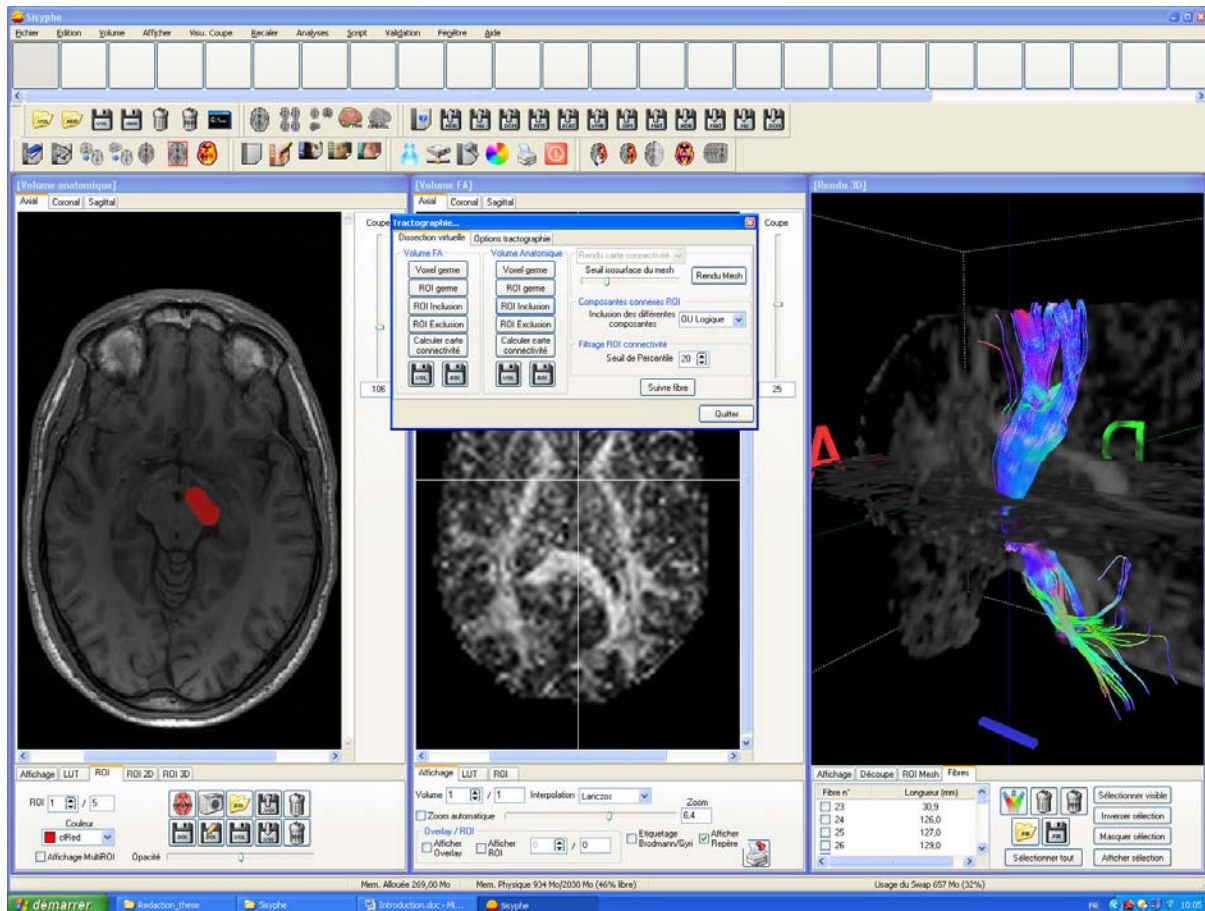 Sisyphe
Fichier Edition Volume Afficher Visu. Coupe Recaler Analyses Script Validation Fenêtre Aide
[Volume anatomique] [Volume FA] [Rendu 3D]
Axial Coronal Sagittal Axial Coronal Sagittal
Coupe Coupe
106
25
Tractographie...
Dissection virtuelle Options tractographie
Volume FA
Voxel germe
ROI germe
ROI Inclusion
ROI Exclusion
Calculer carte
connectivité
VOL
Volume Anatomique
Voxel germe
ROI germe
ROI Inclusion
ROI Exclusion
Calculer carte
connectivité
VOL
Rendu carte connectivité
Seuil isosurface du mesh
Rendu Mesh
Composantes connexes ROI
Inclusion des différentes
composantes
OU Logique
Filtrage ROI connectivité
Seuil de Percentile 20
Suivre fibre
Quitter
A D
Affichage LUT ROI ROI 2D ROI 3D
ROI 1 / 5
Couleur
clRed
Affichage MultiROI Opacité
Affichage LUT ROI
Volume 1 / 1 Interpolation Lanczos Zoom
Zoom automatique 6,4
Overlay / ROI
Afficher
Overlay
Afficher
ROI
0 / 0
Etiquetage
Brodmann/Gyri
Afficher
Repère
Affichage Découpe ROI Mesh Fibres
Fibre n° Longueur (mm)
23 30,9
24 126,0
25 127,0
26 129,0
Sélectionner visible
Inverser sélection
Masquer sélection
Sélectionner tout Afficher sélection
Mem. Allouée 269,00 Mo Mem. Physique 934 Mo/2030 Mo (46% libre) Usage du Swap 657 Mo (32%)
démarrer Redaction_these Sisyphe Introduction.doc - Mi... Sisyphe FR 10:05